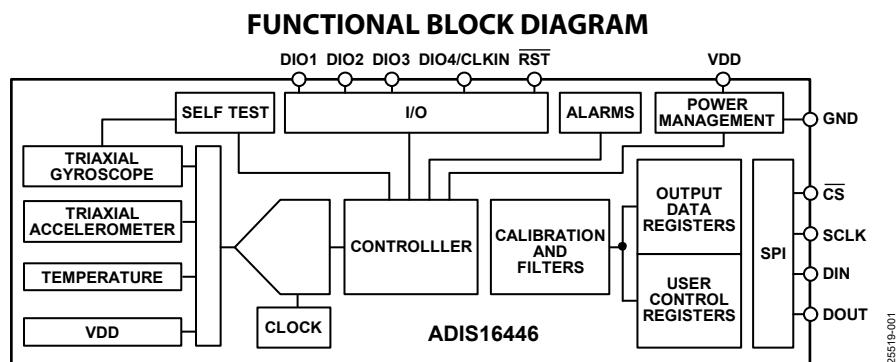 FUNCTIONAL BLOCK DIAGRAM
DIO1 DIO2 DIO3 DIO4/CLKIN RST VDD
SELF TEST
I/O
ALARMS
POWER
MANAGEMENT
GND
TRIAXIAL
GYROSCOPE
TRIAXIAL
ACCELEROMETER
TEMPERATURE
VDD
CLOCK
CONTROLLLER
CALIBRATION
AND
FILTERS
OUTPUT
DATA
REGISTERS
USER
CONTROL
REGISTERS
SPI
CS
SCLK
DIN
DOUT
ADIS16446
25519-001